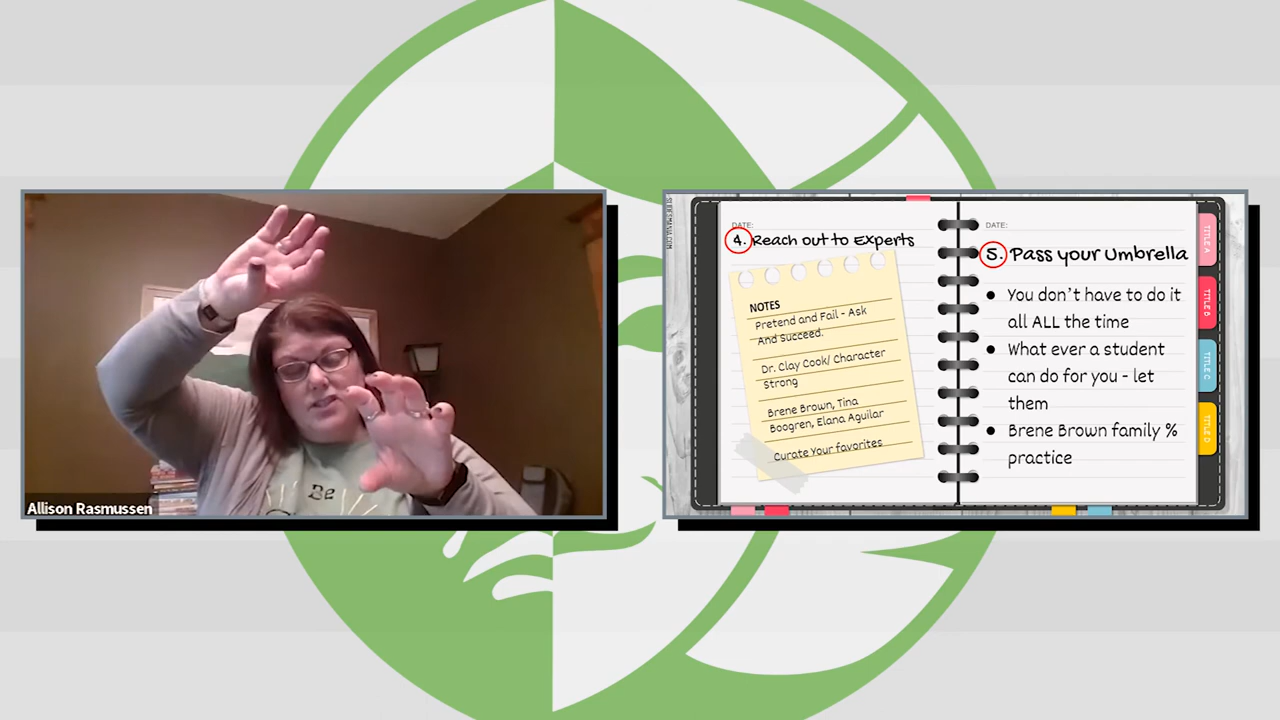 Be
Allison Rasmussen
SLIDESMANIA.COM
DATE:
4. Reach out to Experts
NOTES
Pretend and Fail - Ask
And Succeed.
Dr. Clay Cook/ Character
Strong
Brene Brown, Tina
Boogren, Elana Aguilar
Curate Your favorites
DATE:
5. Pass your Umbrella
● You don't have to do it
all ALL the time
● What ever a student
can do for you - let
them
● Brene Brown family %
practice
TITLE A
TITLE B
TITLE C
TITLE D